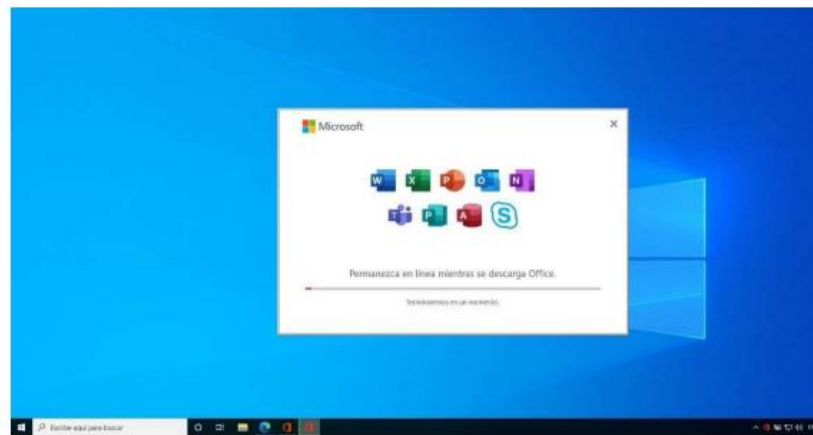 Microsoft
W X P O N
T P A S
Permanezca en línea mientras se descarga Office.
Terminaremos en un momento.
Escribe aquí para buscar